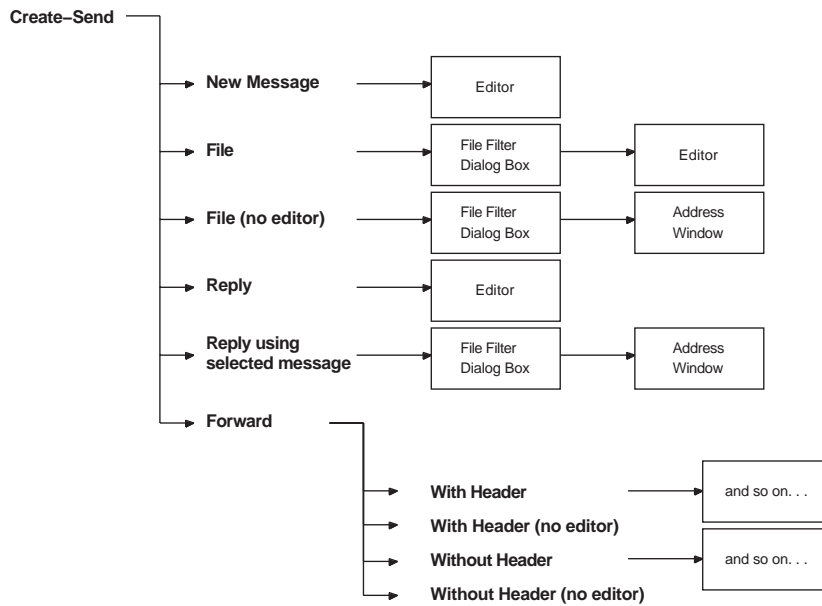 Create–Send
New Message
Editor
File
File Filter
Dialog Box
Editor
File (no editor)
File Filter
Dialog Box
Address
Window
Reply
Editor
Reply using
selected message
File Filter
Dialog Box
Address
Window
Forward
With Header
and so on. . .
With Header (no editor)
Without Header
and so on. . .
Without Header (no editor)